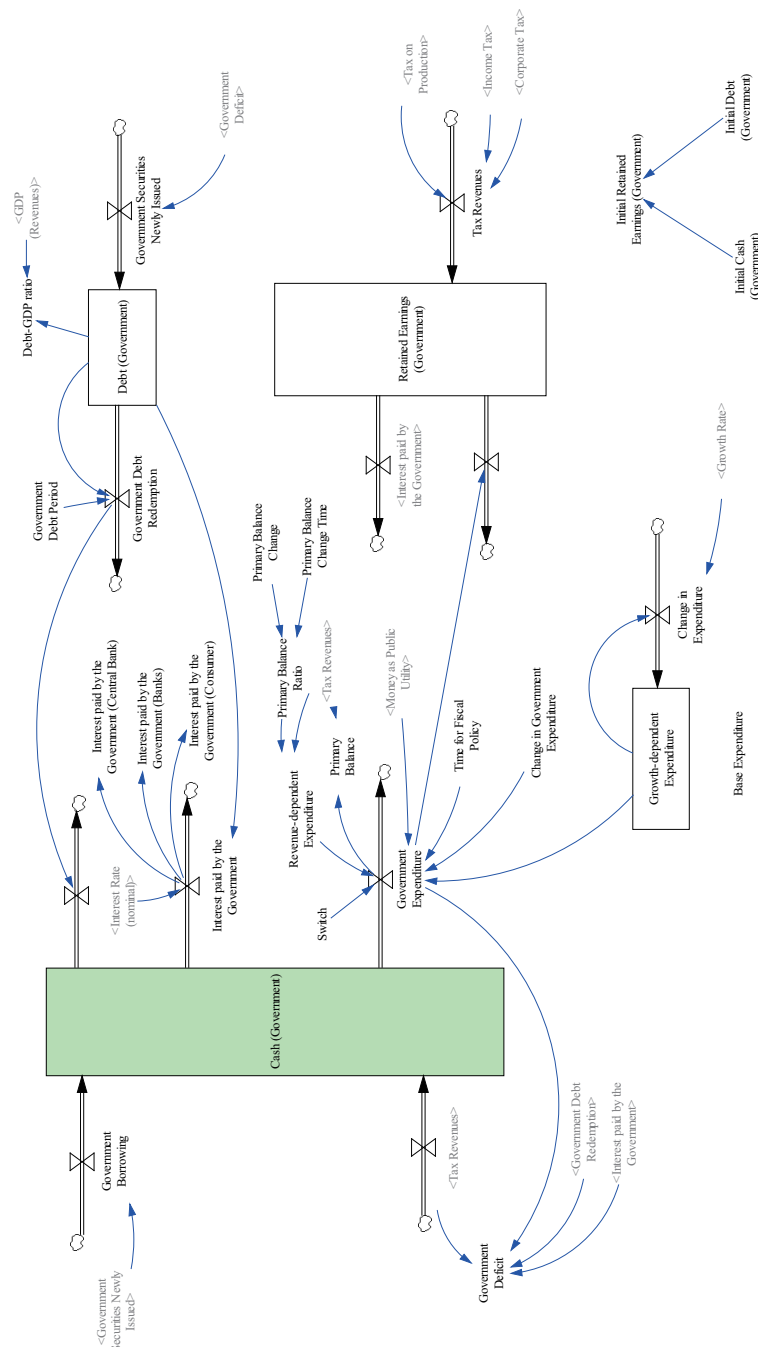 <Government
Securities Newly
Issued>
Government
Borrowing
<Tax Revenues>
Government
Deficit
<Government Debt
Redemption>
<Interest paid by the
Government>
Cash (Government)
<Interest Rate
(nominal)>
Interest paid by the
Government
Interest paid by the
Government (Central Bank)
Interest paid by the
Government (Banks)
Interest paid by the
Government (Consumer)
Switch
Government
Expenditure
Revenue-dependent
Expenditure
Primary
Balance
<Tax Revenues>
Primary Balance
Ratio
Primary Balance
Change
Primary Balance
Change Time
<Money as Public
Utility>
Time for Fiscal
Policy
Change in Government
Expenditure
Growth-dependent
Expenditure
Base Expenditure
Change in
Expenditure
<Growth Rate>
Government
Debt Period
Government Debt
Redemption
Debt (Government)
Debt-GDP ratio
<GDP
(Revenues)>
Government Securities
Newly Issued
<Government
Deficit>
<Interest paid by
the Government>
Retained Earnings
(Government)
Tax Revenues
<Tax on
Production>
<Income Tax>
<Corporate Tax>
Initial Retained
Earnings (Government)
Initial Cash
(Government)
Initial Debt
(Government)